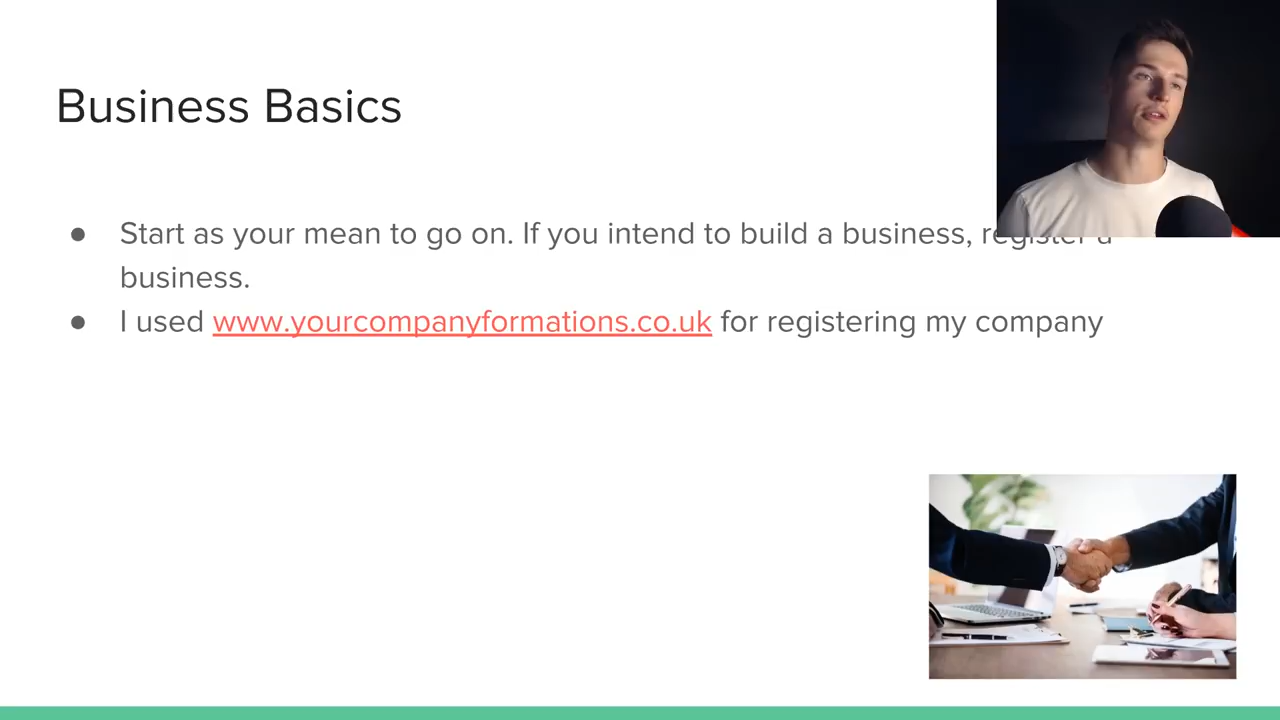 Business Basics
● Start as your mean to go on. If you intend to build a business, register a
business.
● I used www.yourcompanyformations.co.uk for registering my company